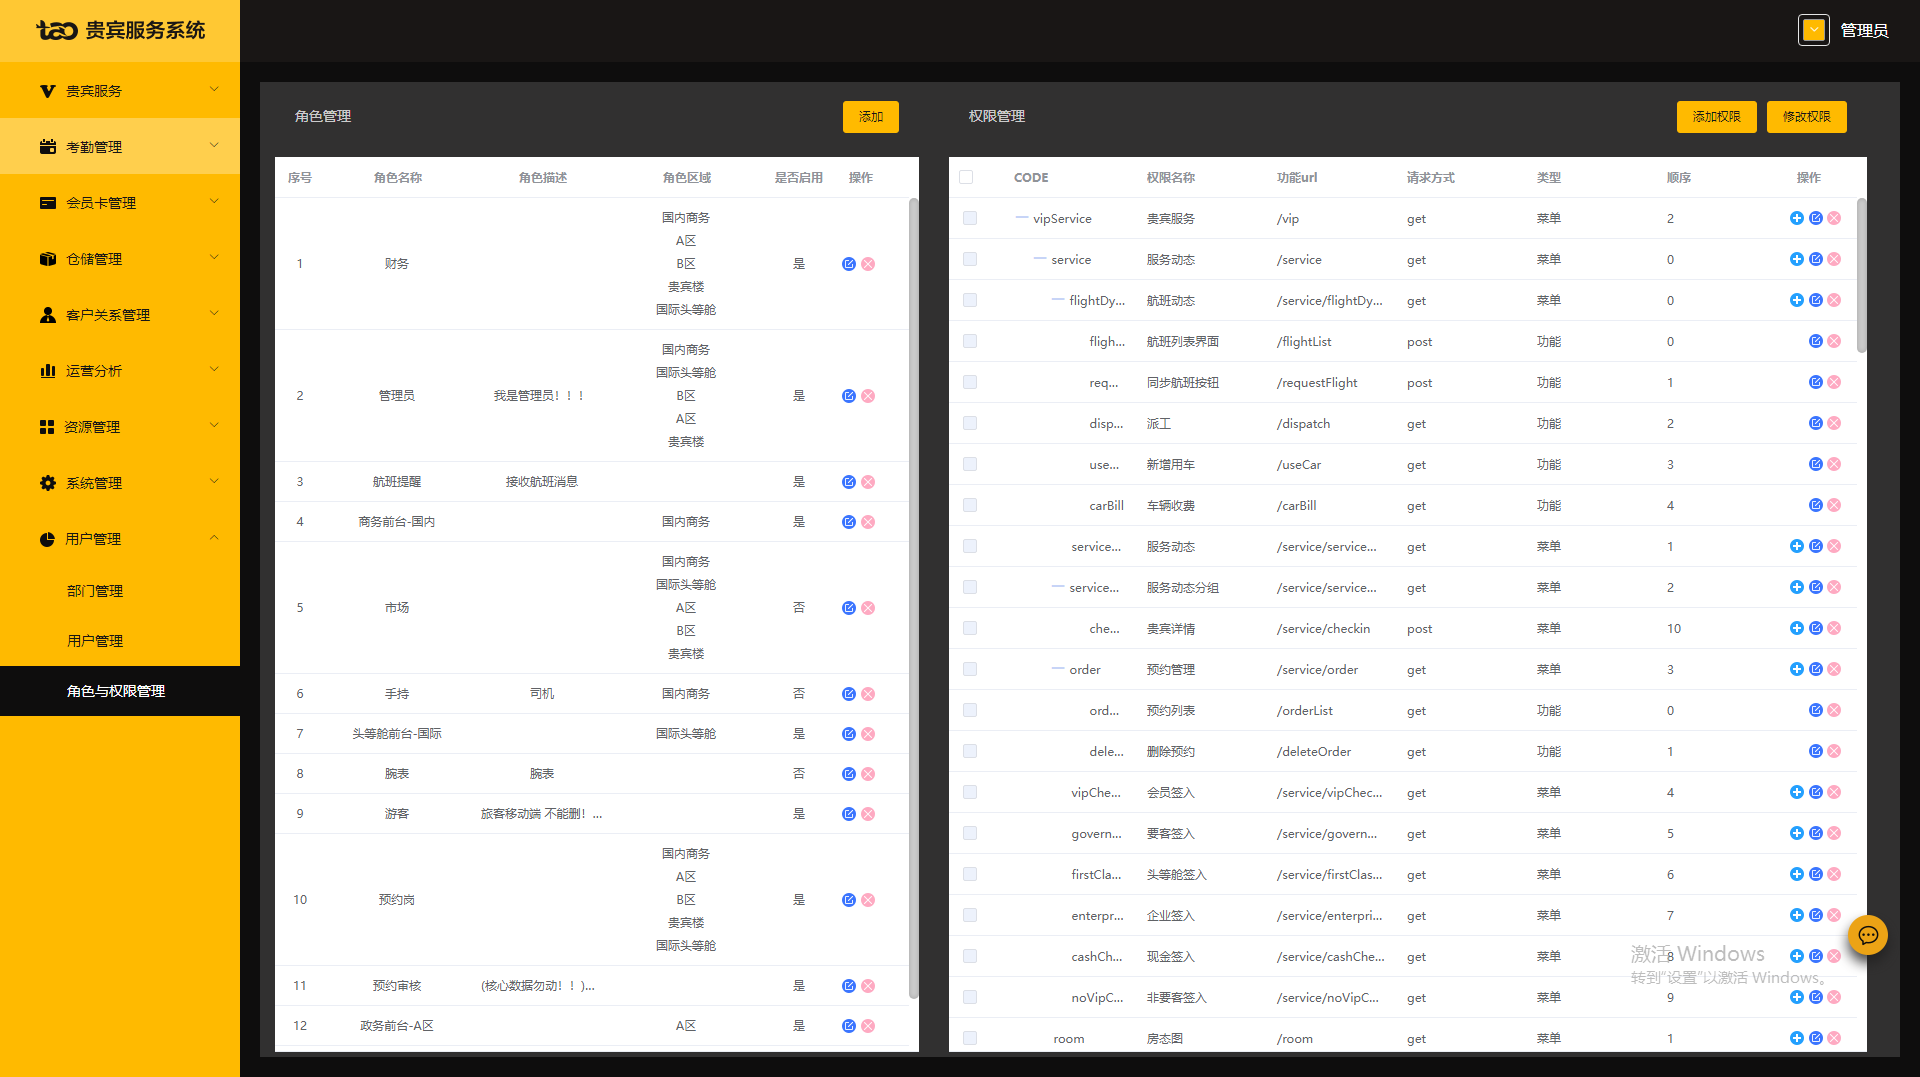 tao 贵宾服务系统
管理员
贵宾服务
考勤管理
会员卡管理
仓储管理
客户关系管理
运营分析
资源管理
系统管理
用户管理
部门管理
用户管理
角色与权限管理
角色管理 添加
序号 角色名称 角色描述 角色区域 是否启用 操作
国内商务
A区
1 财务 B区 是
贵宾楼
国际头等舱
国内商务
国际头等舱
2 管理员 我是管理员！！！ B区 是
A区
贵宾楼
3 航班提醒 接收航班消息 是
4 商务前台-国内 国内商务 是
国内商务
国际头等舱
5 市场 A区 否
B区
贵宾楼
6 手持 司机 国内商务 否
7 头等舱前台-国际 国际头等舱 是
8 腕表 腕表 否
9 游客 旅客移动端 不能删！... 是
国内商务
A区
10 预约岗 B区 是
贵宾楼
国际头等舱
11 预约审核 (核心数据勿动！！)... 是
12 政务前台-A区 A区 是
权限管理 添加权限 修改权限
CODE 权限名称 功能url 请求方式 类型 顺序 操作
vipService 贵宾服务 /vip get 菜单 2
service 服务动态 /service get 菜单 0
flightDy... 航班动态 /service/flightDy... get 菜单 0
fligh... 航班列表界面 /flightList post 功能 0
req... 同步航班按钮 /requestFlight post 功能 1
disp... 派工 /dispatch get 功能 2
use... 新增用车 /useCar get 功能 3
carBill 车辆收费 /carBill get 功能 4
service... 服务动态 /service/service... get 菜单 1
service... 服务动态分组 /service/service... get 菜单 2
che... 贵宾详情 /service/checkin post 菜单 10
order 预约管理 /service/order get 菜单 3
ord... 预约列表 /orderList get 功能 0
dele... 删除预约 /deleteOrder get 功能 1
vipChe... 会员签入 /service/vipChec... get 菜单 4
govern... 要客签入 /service/govern... get 菜单 5
firstCla... 头等舱签入 /service/firstClas... get 菜单 6
enterpr... 企业签入 /service/enterpri... get 菜单 7
cashCh... 现金签入 /service/cashChe... get 菜单 8
noVipC... 非要客签入 /service/noVipC... get 菜单 9
room 房态图 /room get 菜单 1
激活 Windows
转到“设置”以激活 Windows。